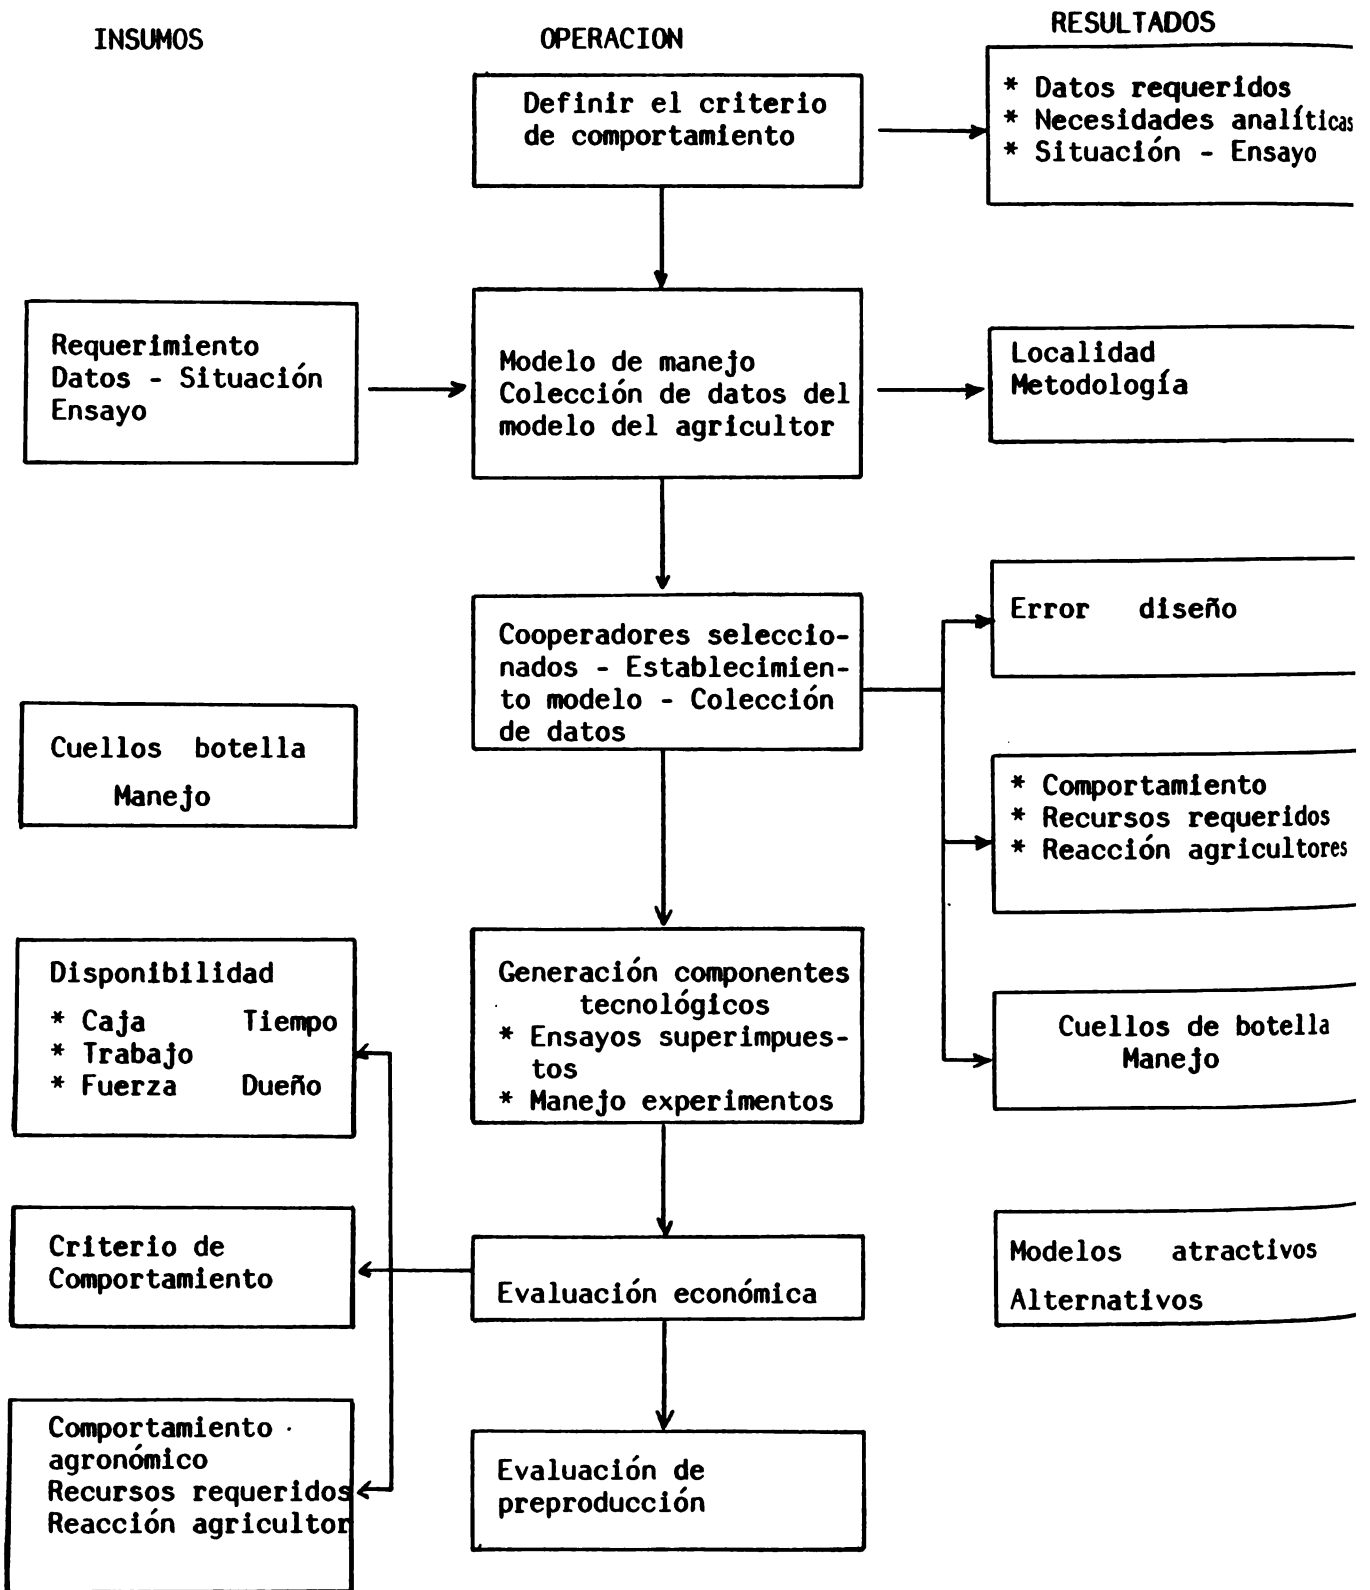 INSUMOS
OPERACION
RESULTADOS
Definir el criterio
de comportamiento
* Datos requeridos
* Necesidades analíticas
* Situación - Ensayo
Requerimiento
Datos - Situación
Ensayo
Modelo de manejo
Colección de datos del
modelo del agricultor
Localidad
Metodología
Cooperadores seleccio-
nados - Establecimien-
to modelo - Colección
de datos
Error diseño
Cuellos botella
Manejo
* Comportamiento
* Recursos requeridos
* Reacción agricultores
Disponibilidad
* Caja Tiempo
* Trabajo
* Fuerza Dueño
Generación componentes
tecnológicos
* Ensayos superimpues-
tos
* Manejo experimentos
Cuellos de botella
Manejo
Criterio de
Comportamiento
Evaluación económica
Modelos atractivos
Alternativos
Comportamiento
agronómico
Recursos requeridos
Reacción agricultor
Evaluación de
preproducción